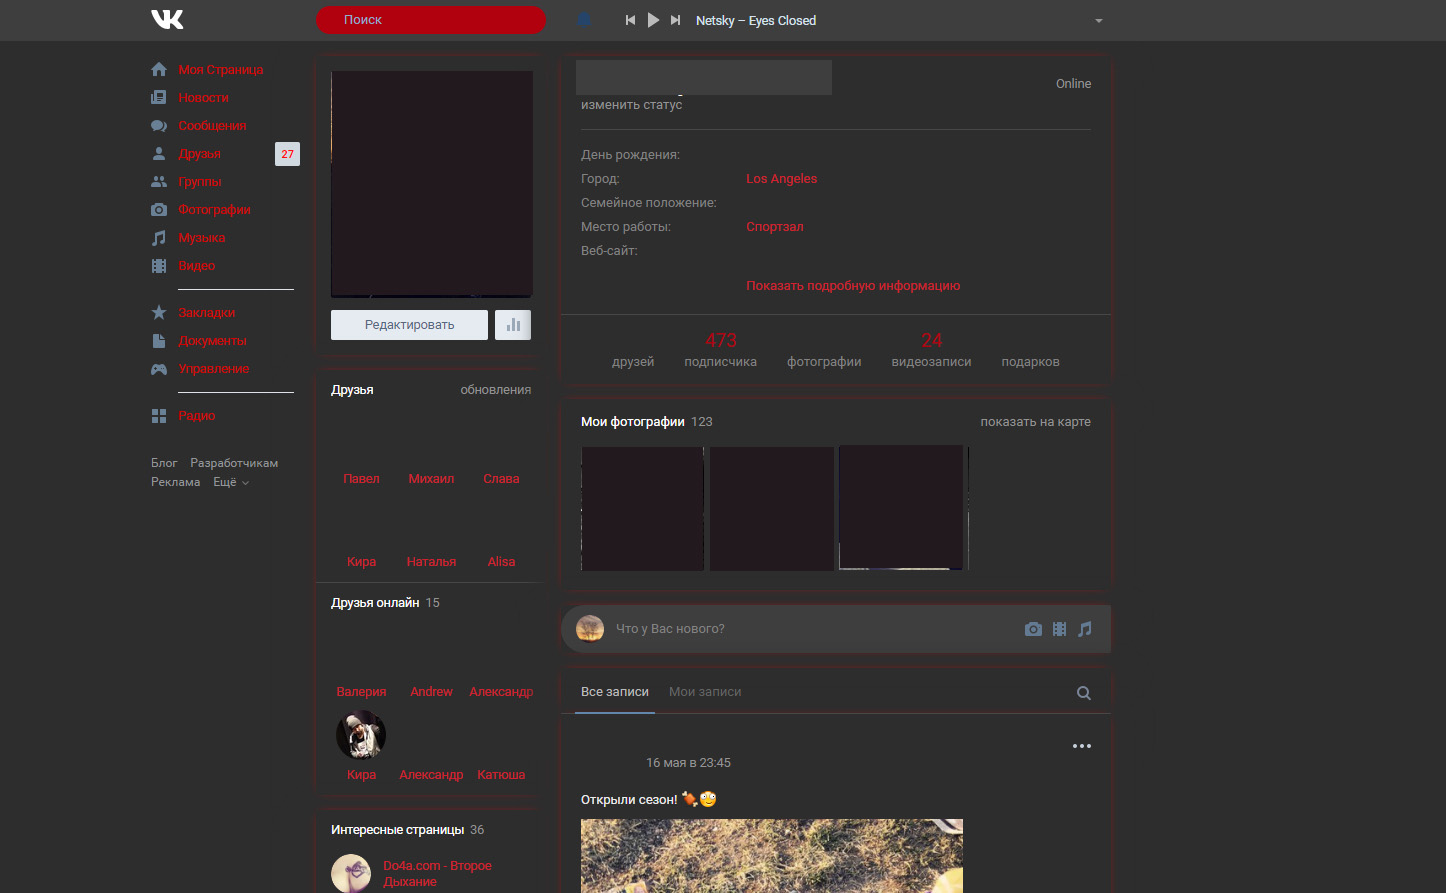 VK
Поиск
Netsky – Eyes Closed
Моя Страница
Новости
Сообщения
Друзья
27
Группы
Фотографии
Музыка
Видео
Закладки
Документы
Управление
Радио
Блог Разработчикам
Реклама Ещё
Редактировать
Online
изменить статус
День рождения:
Город: Los Angeles
Семейное положение:
Место работы: Спортзал
Веб-сайт:
Показать подробную информацию
473 24
друзей подписчика фотографии видеозаписи подарков
Друзья обновления
Павел Михаил Слава
Кира Наталья Alisa
Друзья онлайн 15
Валерия Andrew Александр
Кира Александр Катюша
Интересные страницы 36
Do4a.com - Второе
Дыхание
Мои фотографии 123 показать на карте
Что у Вас нового?
Все записи Мои записи
16 мая в 23:45
Открыли сезон! 🍖🙄